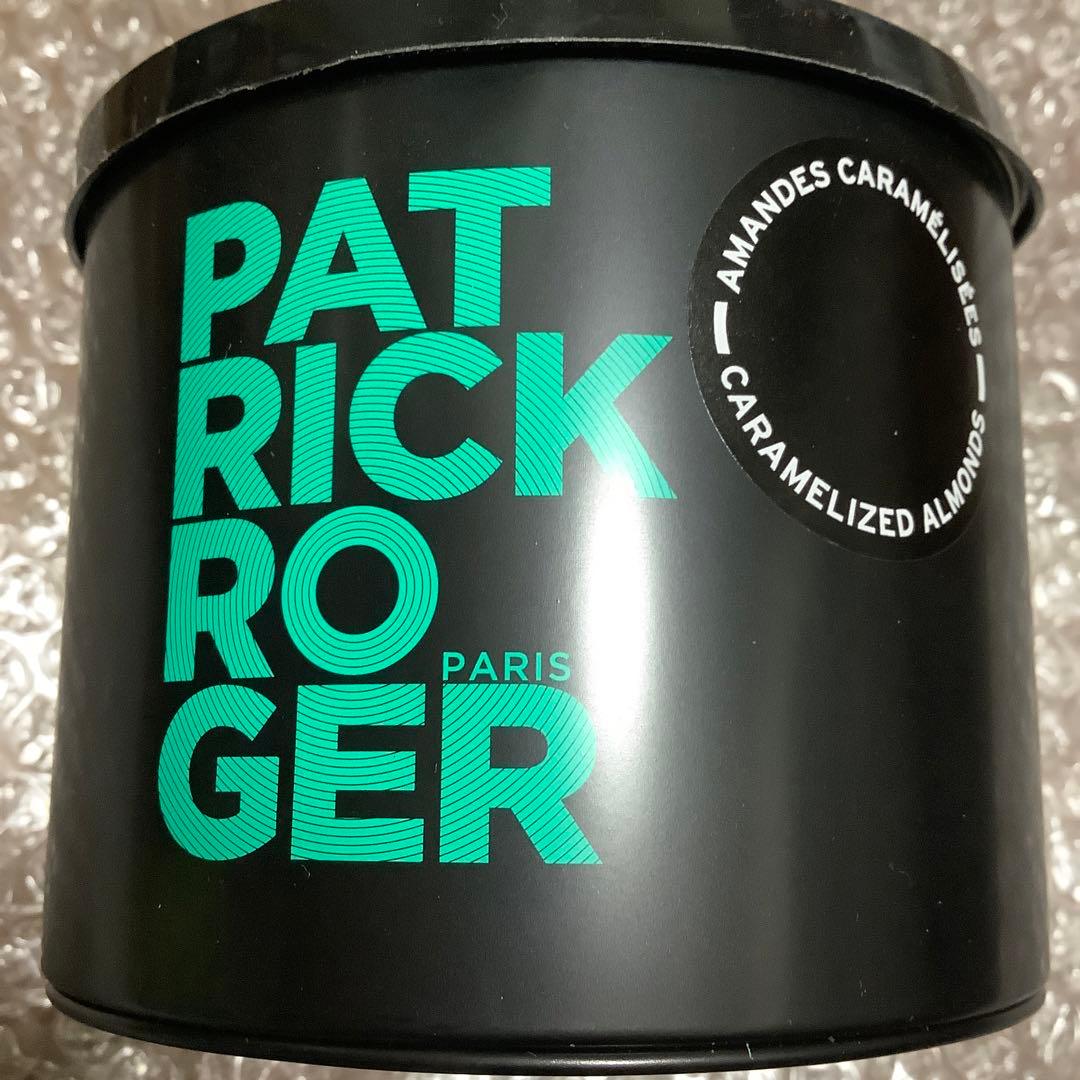 PAT
RICK
RO
PARIS
GER
AMANDES CARAMÉLISÉES
CARAMELIZED ALMONDS